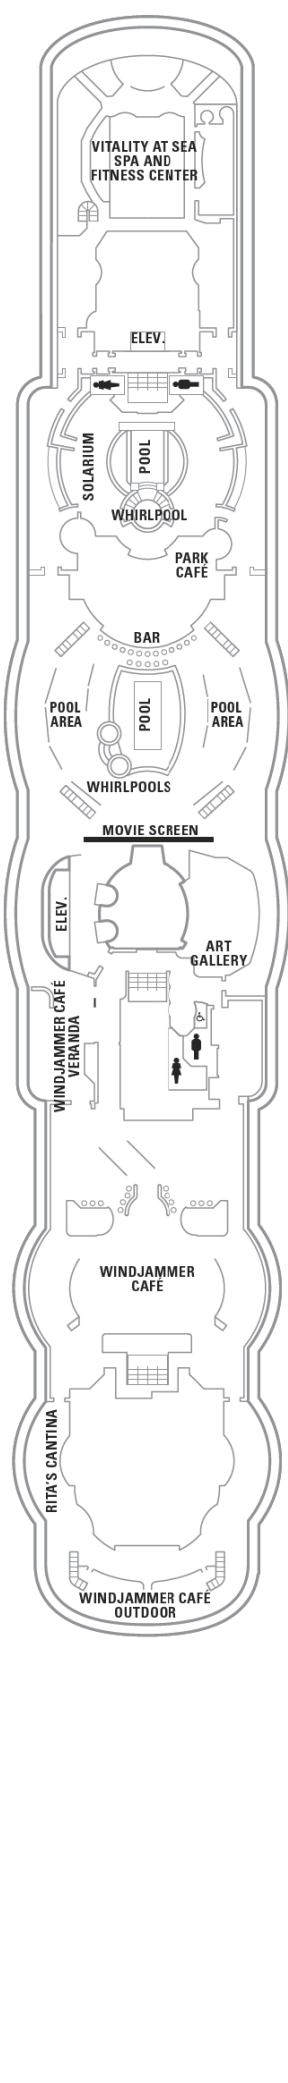 VITALITY AT SEA
SPA AND
FITNESS CENTER
ELEV.
SOLARIUM
POOL
WHIRLPOOL
PARK
CAFÉ
BAR
POOL
AREA
POOL
POOL
AREA
WHIRLPOOLS
MOVIE SCREEN
ELEV.
ART
GALLERY
WINDJAMMER CAFÉ
VERANDA
WINDJAMMER
CAFÉ
RITA'S CANTINA
WINDJAMMER CAFÉ
OUTDOOR